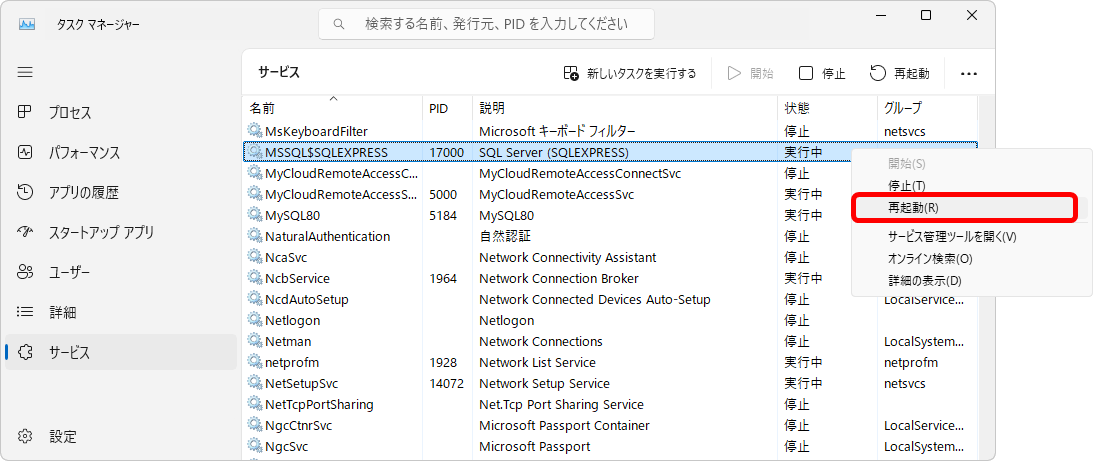 タスク マネージャー
検索する名前、発行元、PID を入力してください
プロセス
パフォーマンス
アプリの履歴
スタートアップ アプリ
ユーザー
詳細
サービス
設定
サービス 新しいタスクを実行する 開始 停止 再起動 ...
名前 PID 説明 状態 グループ
MsKeyboardFilter Microsoft キーボード フィルター 停止 netsvcs
MSSQL$SQLEXPRESS 17000 SQL Server (SQLEXPRESS) 実行中
MyCloudRemoteAccessC... MyCloudRemoteAccessConnectSvc 停止
MyCloudRemoteAccessS... 5000 MyCloudRemoteAccessSvc 実行中
MySQL80 5184 MySQL80 実行中
NaturalAuthentication 自然認証 停止
NcaSvc Network Connectivity Assistant 停止
NcbService 1964 Network Connection Broker 実行中
NcdAutoSetup Network Connected Devices Auto-Setup 停止 LocalService...
Netlogon Netlogon 停止
Netman Network Connections 停止 LocalSystem...
netprofm 1928 Network List Service 実行中 netprofm
NetSetupSvc 14072 Network Setup Service 実行中 netsvcs
NetTcpPortSharing Net.Tcp Port Sharing Service 停止
NgcCtnrSvc Microsoft Passport Container 停止 LocalService...
NgcSvc Microsoft Passport 停止 LocalSystem...
開始(S)
停止(T)
再起動(R)
サービス管理ツールを開く(V)
オンライン検索(O)
詳細の表示(D)